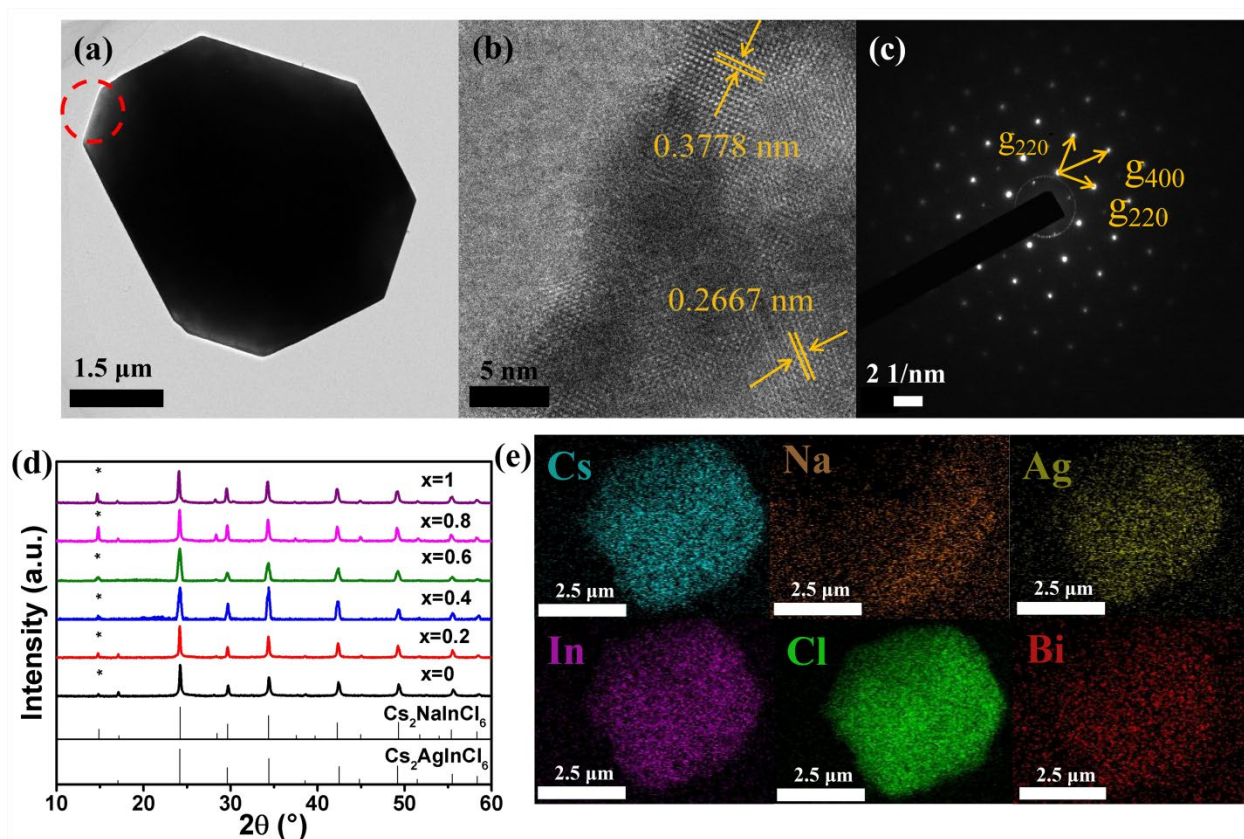 (a)
1.5 µm
(b)
0.3778 nm
0.2667 nm
5 nm
(c)
g₂₂₀
g₄₀₀
g₂₂₀
2 1/nm
(d)
Intensity (a.u.)
*
x=1
*
x=0.8
*
x=0.6
*
x=0.4
*
x=0.2
*
x=0
Cs₂NaInCl₆
Cs₂AgInCl₆
10 20 30 40 50 60
2θ (°)
(e)
Cs
2.5 µm
Na
2.5 µm
Ag
2.5 µm
In
2.5 µm
Cl
2.5 µm
Bi
2.5 µm